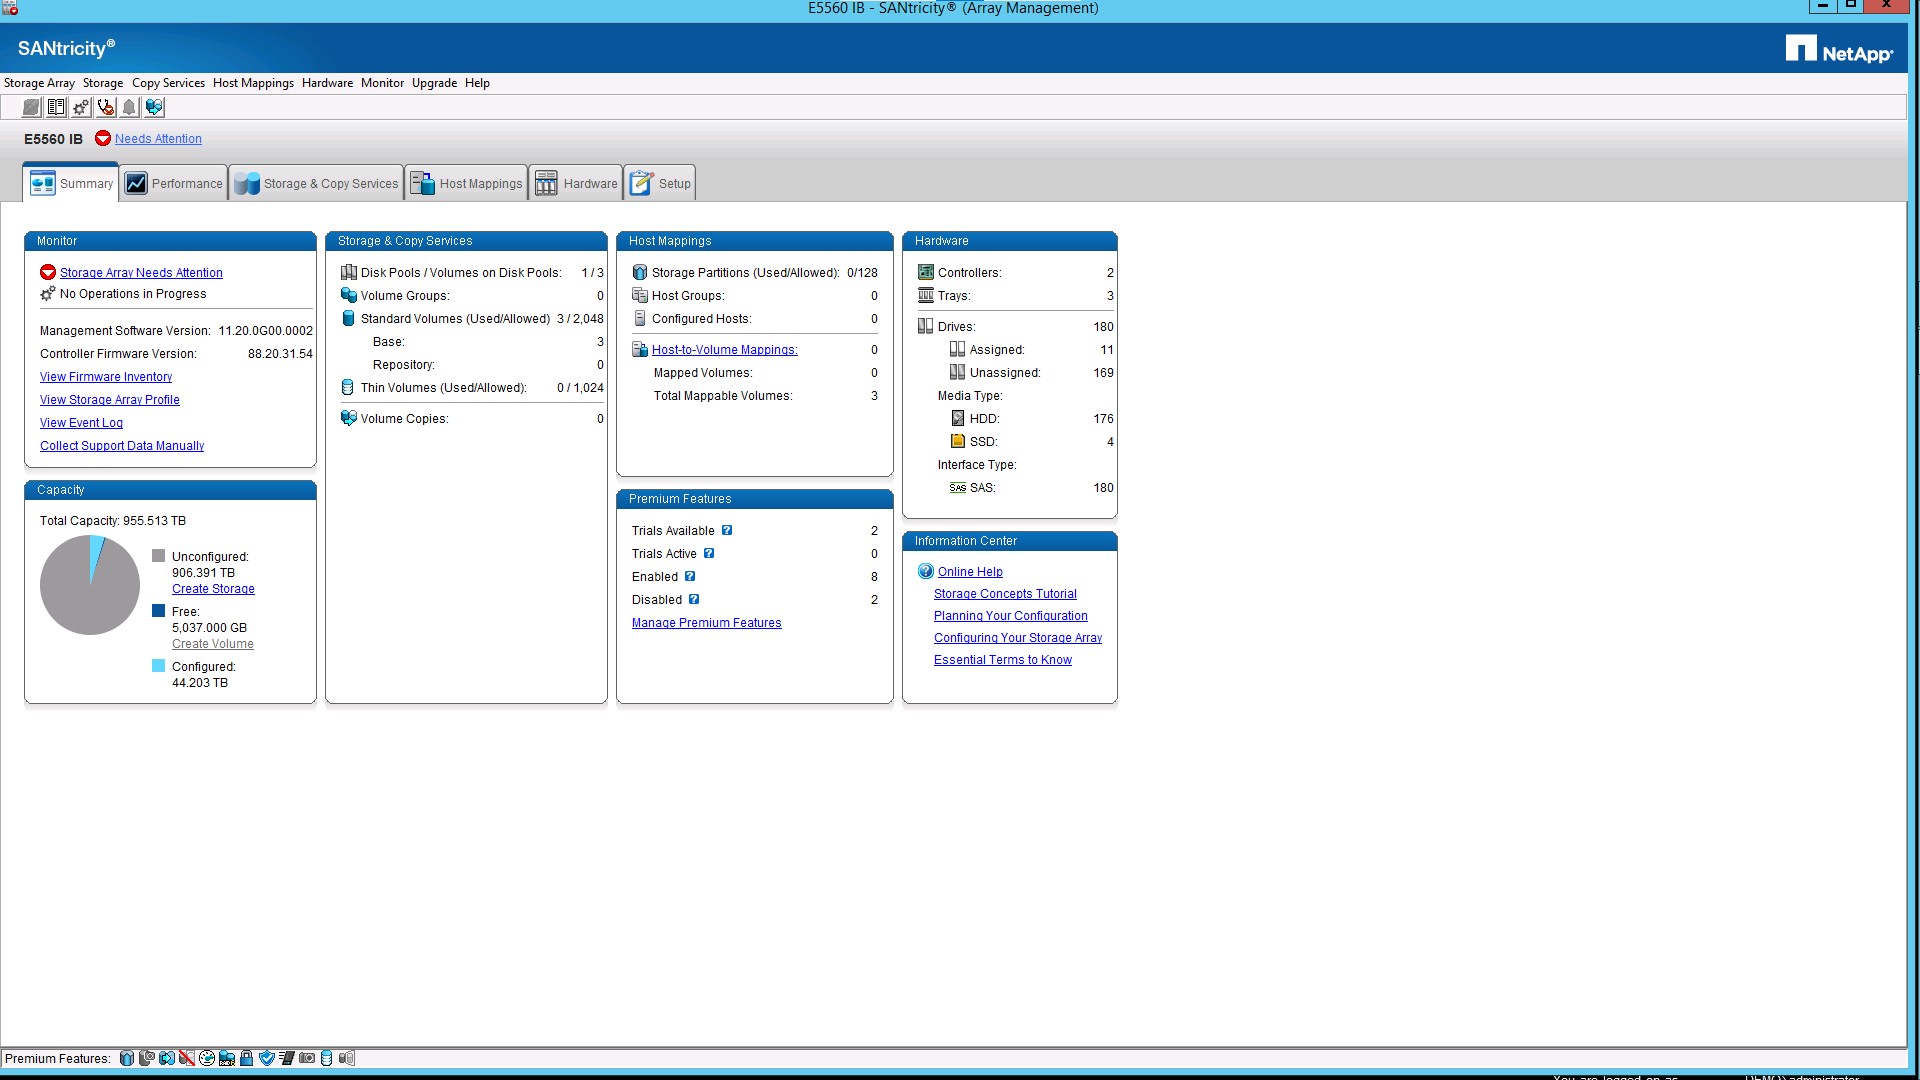 E5560 IB - SANtricity® (Array Management)
SANtricity®
NetApp®
Storage Array Storage Copy Services Host Mappings Hardware Monitor Upgrade Help
E5560 IB Needs Attention
Summary Performance Storage & Copy Services Host Mappings Hardware Setup
Monitor
Storage Array Needs Attention
No Operations in Progress
Management Software Version: 11.20.0G00.0002
Controller Firmware Version: 88.20.31.54
View Firmware Inventory
View Storage Array Profile
View Event Log
Collect Support Data Manually
Capacity
Total Capacity: 955.513 TB
Unconfigured:
906.391 TB
Create Storage
Free:
5,037.000 GB
Create Volume
Configured:
44.203 TB
Storage & Copy Services
Disk Pools / Volumes on Disk Pools: 1 / 3
Volume Groups: 0
Standard Volumes (Used/Allowed) 3 / 2,048
Base: 3
Repository: 0
Thin Volumes (Used/Allowed): 0 / 1,024
Volume Copies: 0
Host Mappings
Storage Partitions (Used/Allowed): 0/128
Host Groups: 0
Configured Hosts: 0
Host-to-Volume Mappings: 0
Mapped Volumes: 0
Total Mappable Volumes: 3
Premium Features
Trials Available ? 2
Trials Active ? 0
Enabled ? 8
Disabled ? 2
Manage Premium Features
Hardware
Controllers: 2
Trays: 3
Drives: 180
Assigned: 11
Unassigned: 169
Media Type:
HDD: 176
SSD: 4
Interface Type:
SAS SAS: 180
Information Center
? Online Help
Storage Concepts Tutorial
Planning Your Configuration
Configuring Your Storage Array
Essential Terms to Know
Premium Features:
You are logged on as DEMO\administrator